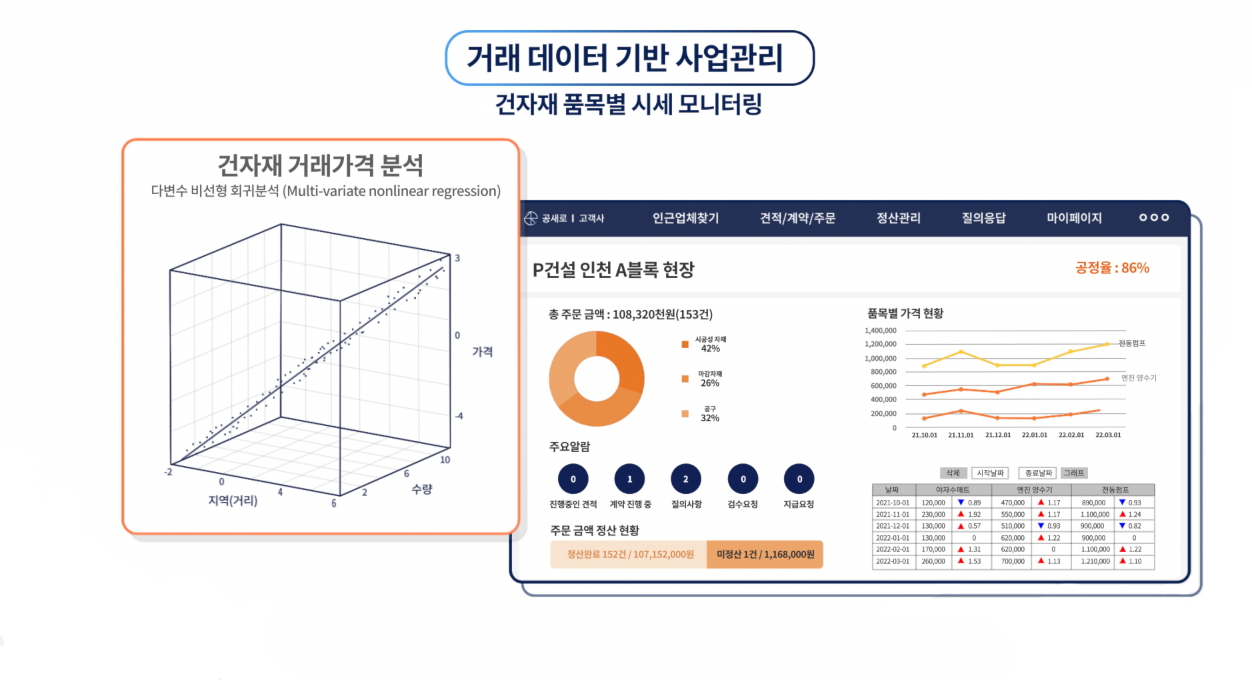 거래 데이터 기반 사업관리
건자재 품목별 시세 모니터링
건자재 거래가격 분석
다변수 비선형 회귀분석 (Multi-variate nonlinear regression)
3
0
가격
-4
10
6
수량
2
-2
0
4
6
지역(거리)
공새로 | 고객사 인근업체찾기 견적/계약/주문 정산관리 질의응답 마이페이지
P건설 인천 A블록 현장
공정율 : 86%
총 주문 금액 : 108,320천원(153건)
시공성 자재
42%
마감자재
26%
공구
32%
주요알람
0 1 2 0 0
진행중인 견적 계약 진행 중 질의사항 검수요청 지급요청
주문 금액 정산 현황
정산완료 152건 / 107,152,000원 미정산 1건 / 1,168,000원
품목별 가격 현황
1,400,000
1,200,000
1,000,000
800,000
600,000
400,000
200,000
0
전동펌프
엔진 양수기
21.10.01 21.11.01 21.12.01 22.01.01 22.02.01 22.03.01
삭제 시작날짜 종료날짜 그래프
날짜 야자수매트 엔진 양수기 전동펌프
2021-10-01 120,000 ▼ 0.89 470,000 ▲ 1.17 890,000 ▼ 0.93
2021-11-01 230,000 ▲ 1.92 550,000 ▲ 1.17 1,100,000 ▲ 1.24
2021-12-01 130,000 ▲ 0.57 510,000 ▼ 0.93 900,000 ▼ 0.82
2022-01-01 130,000 0 620,000 ▲ 1.22 900,000 0
2022-02-01 170,000 ▲ 1.31 620,000 0 1,100,000 ▲ 1.22
2022-03-01 260,000 ▲ 1.53 700,000 ▲ 1.13 1,210,000 ▲ 1.10